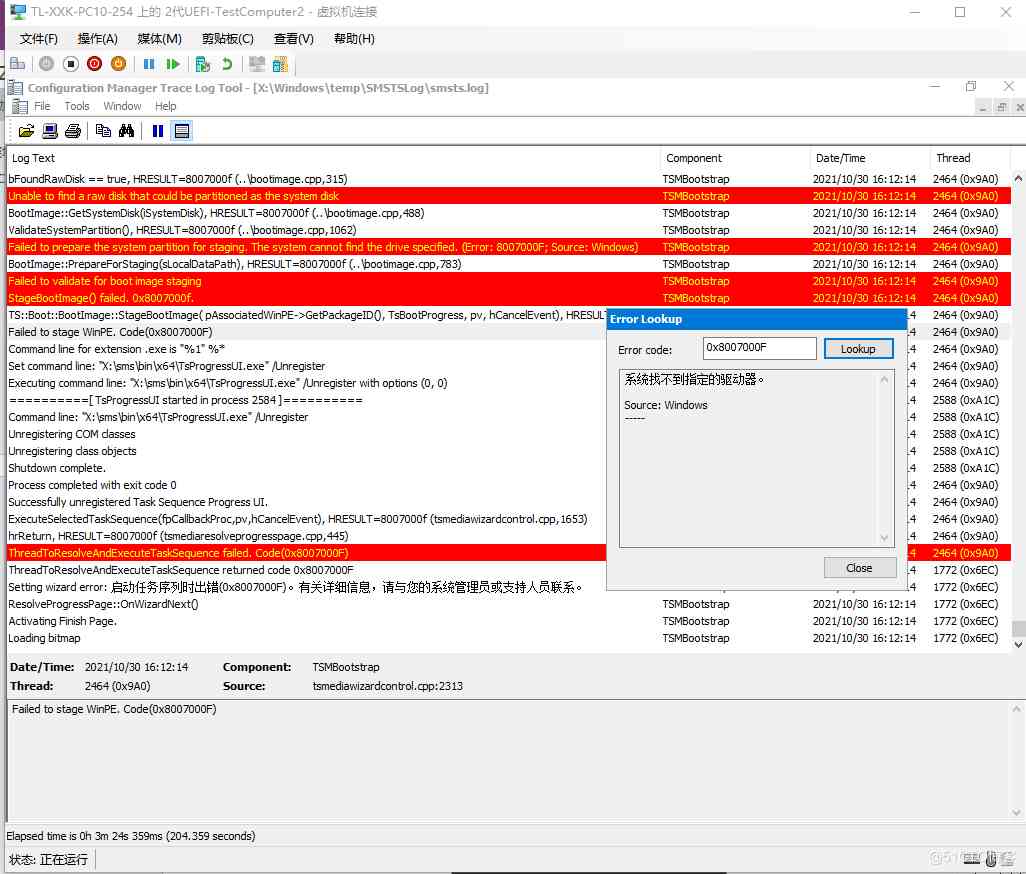 TL-XXK-PC10-254 上的 2代UEFI-TestComputer2 - 虚拟机连接
文件(F) 操作(A) 媒体(M) 剪贴板(C) 查看(V) 帮助(H)
Configuration Manager Trace Log Tool - [X:\Windows\temp\SMSTSLog\smsts.log]
File Tools Window Help
Log Text Component Date/Time Thread
bFoundRawDisk == true, HRESULT=8007000f (..\bootimage.cpp,315) TSMBootstrap 2021/10/30 16:12:14 2464 (0x9A0)
Unable to find a raw disk that could be partitioned as the system disk TSMBootstrap 2021/10/30 16:12:14 2464 (0x9A0)
BootImage::GetSystemDisk(iSystemDisk), HRESULT=8007000f (..\bootimage.cpp,488) TSMBootstrap 2021/10/30 16:12:14 2464 (0x9A0)
ValidateSystemPartition(), HRESULT=8007000f (..\bootimage.cpp,1062) TSMBootstrap 2021/10/30 16:12:14 2464 (0x9A0)
Failed to prepare the system partition for staging. The system cannot find the drive specified. (Error: 8007000F; Source: Windows) TSMBootstrap 2021/10/30 16:12:14 2464 (0x9A0)
BootImage::PrepareForStaging(sLocalDataPath), HRESULT=8007000f (..\bootimage.cpp,783) TSMBootstrap 2021/10/30 16:12:14 2464 (0x9A0)
Failed to validate for boot image staging TSMBootstrap 2021/10/30 16:12:14 2464 (0x9A0)
StageBootImage() failed. 0x8007000f. TSMBootstrap 2021/10/30 16:12:14 2464 (0x9A0)
TS::Boot::BootImage::StageBootImage( pAssociatedWinPE->GetPackageID(), TsBootProgress, pv, hCancelEvent), HRESULT .4 2464 (0x9A0)
Failed to stage WinPE. Code(0x8007000F) .4 2464 (0x9A0)
Command line for extension .exe is "%1" %* .4 2464 (0x9A0)
Set command line: "X:\sms\bin\x64\TsProgressUI.exe" /Unregister .4 2464 (0x9A0)
Executing command line: "X:\sms\bin\x64\TsProgressUI.exe" /Unregister with options (0, 0) .4 2464 (0x9A0)
==========[ TsProgressUI started in process 2584 ]========== .4 2588 (0xA1C)
Command line: "X:\sms\bin\x64\TsProgressUI.exe" /Unregister .4 2588 (0xA1C)
Unregistering COM classes .4 2588 (0xA1C)
Unregistering class objects .4 2588 (0xA1C)
Shutdown complete. .4 2588 (0xA1C)
Process completed with exit code 0 .4 2464 (0x9A0)
Successfully unregistered Task Sequence Progress UI. .4 2464 (0x9A0)
ExecuteSelectedTaskSequence(fpCallbackProc,pv,hCancelEvent), HRESULT=8007000f (tsmediawizardcontrol.cpp,1653) .4 2464 (0x9A0)
hrReturn, HRESULT=8007000f (tsmediaresolveprogresspage.cpp,445) .4 2464 (0x9A0)
ThreadToResolveAndExecuteTaskSequence failed. Code(0x8007000F) .4 2464 (0x9A0)
ThreadToResolveAndExecuteTaskSequence returned code 0x8007000F .4 1772 (0x6EC)
Setting wizard error: 启动任务序列时出错(0x8007000F)。有关详细信息，请与您的系统管理员或支持人员联系。 .4 1772 (0x6EC)
ResolveProgressPage::OnWizardNext() TSMBootstrap 2021/10/30 16:12:14 1772 (0x6EC)
Activating Finish Page. TSMBootstrap 2021/10/30 16:12:14 1772 (0x6EC)
Loading bitmap TSMBootstrap 2021/10/30 16:12:14 1772 (0x6EC)
Error Lookup
Error code: 0x8007000F Lookup
系统找不到指定的驱动器。
Source: Windows
-----
Close
Date/Time: 2021/10/30 16:12:14 Component: TSMBootstrap
Thread: 2464 (0x9A0) Source: tsmediawizardcontrol.cpp:2313
Failed to stage WinPE. Code(0x8007000F)
Elapsed time is 0h 3m 24s 359ms (204.359 seconds)
状态: 正在运行